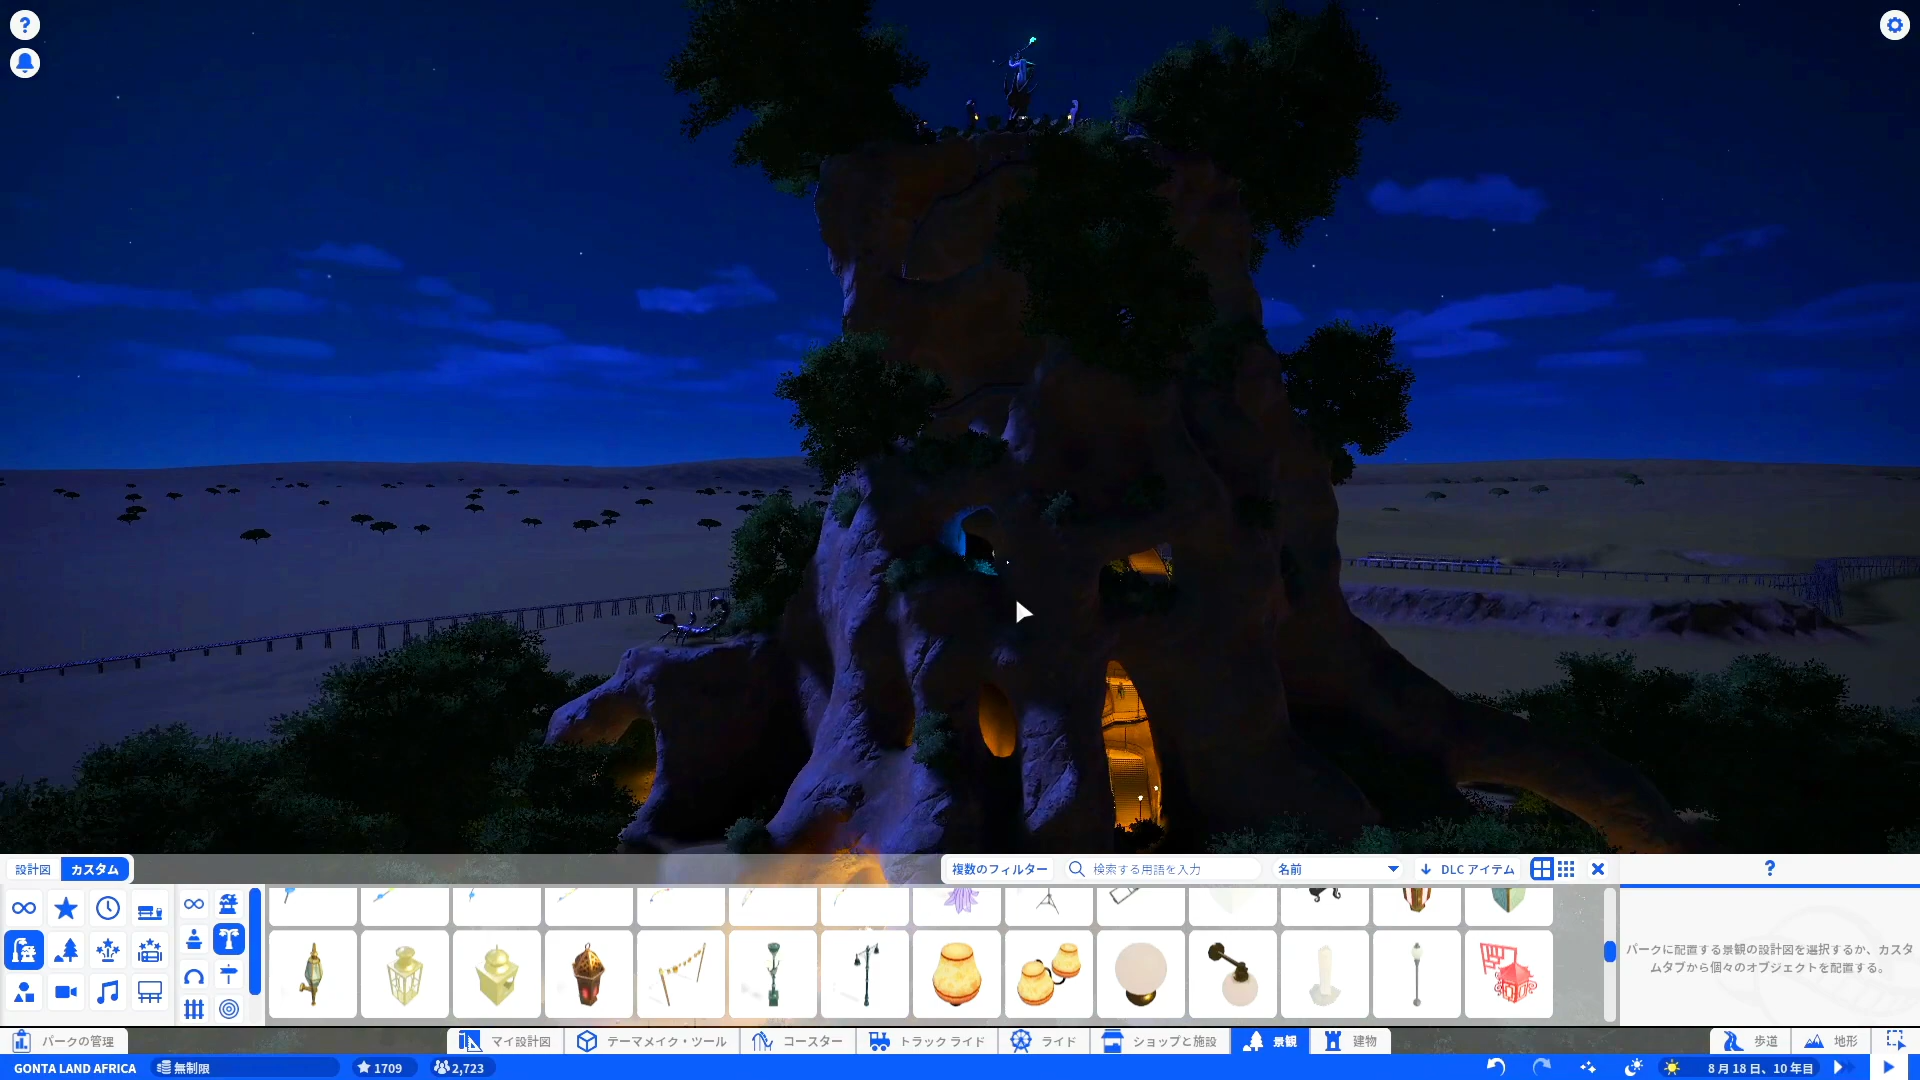 設計図
カスタム
複数のフィルター
検索する用語を入力
名前
DLC アイテム
パークに配置する景観の設計図を選択するか、カスタ
ムタブから個々のオブジェクトを配置する。
パークの管理
マイ設計図
テーマメイク・ツール
コースター
トラック ライド
ライド
ショップと施設
景観
建物
歩道
地形
GONTA LAND AFRICA
無制限
1709
2,723
8 月 18 日、10 年目